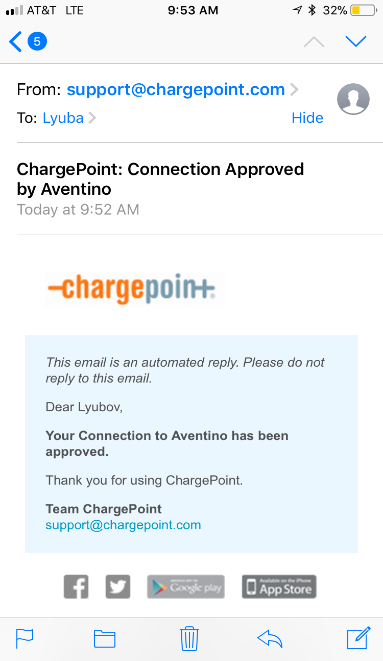 AT&T LTE 9:53 AM 32%
5
From: support@chargepoint.com
To: Lyuba Hide
ChargePoint: Connection Approved
by Aventino
Today at 9:52 AM
-chargepoin+.
This email is an automated reply. Please do not
reply to this email.
Dear Lyubov,
Your Connection to Aventino has been
approved.
Thank you for using ChargePoint.
Team ChargePoint
support@chargepoint.com
Google play
Available on the iPhone
App Store